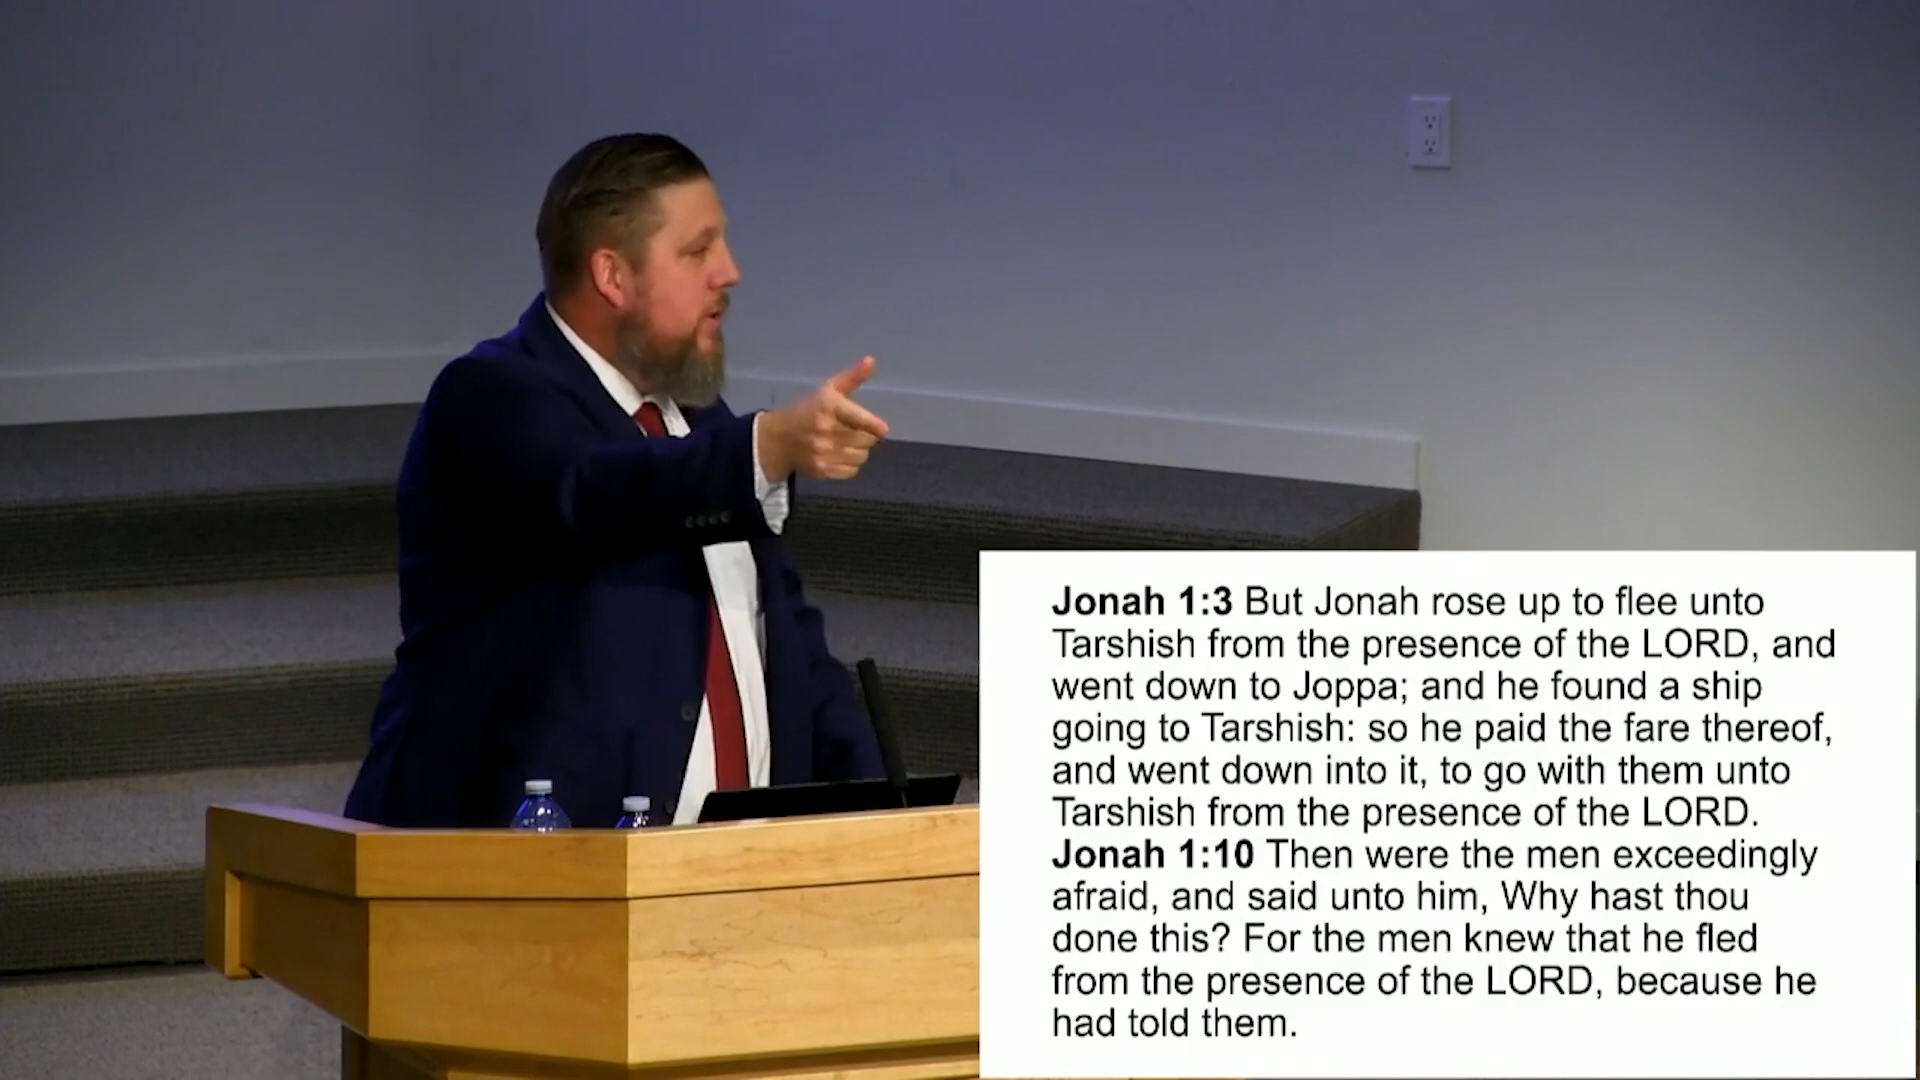 Jonah 1:3 But Jonah rose up to flee unto
Tarshish from the presence of the LORD, and
went down to Joppa; and he found a ship
going to Tarshish: so he paid the fare thereof,
and went down into it, to go with them unto
Tarshish from the presence of the LORD.
Jonah 1:10 Then were the men exceedingly
afraid, and said unto him, Why hast thou
done this? For the men knew that he fled
from the presence of the LORD, because he
had told them.